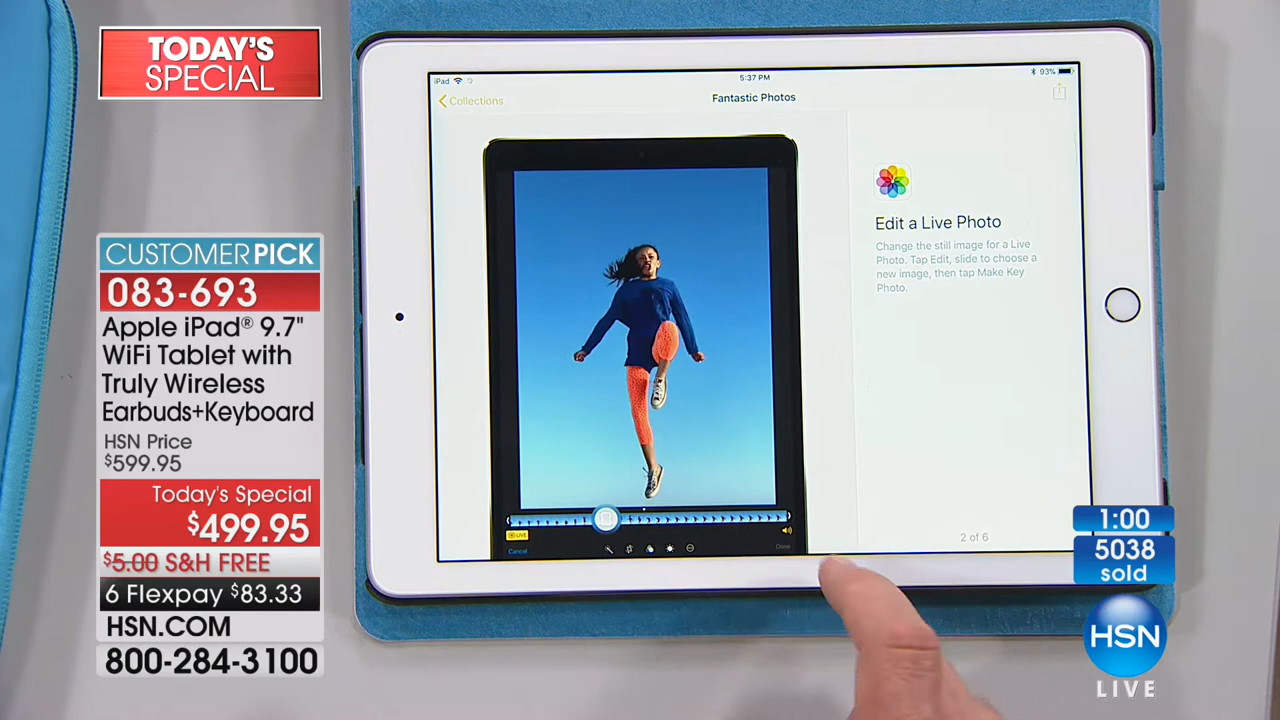 TODAY'S
SPECIAL
CUSTOMER PICK
083-693
Apple iPad® 9.7"
WiFi Tablet with
Truly Wireless
Earbuds+Keyboard
HSN Price
$599.95
Today's Special
$499.95
$5.00 S&H FREE
6 Flexpay $83.33
HSN.COM
800-284-3100
iPad
5:37 PM
93%
Collections
Fantastic Photos
Edit a Live Photo
Change the still image for a Live
Photo. Tap Edit, slide to choose a
new image, then tap Make Key
Photo.
LIVE
Cancel
Done
2 of 6
1:00
5038
sold
HSN
LIVE